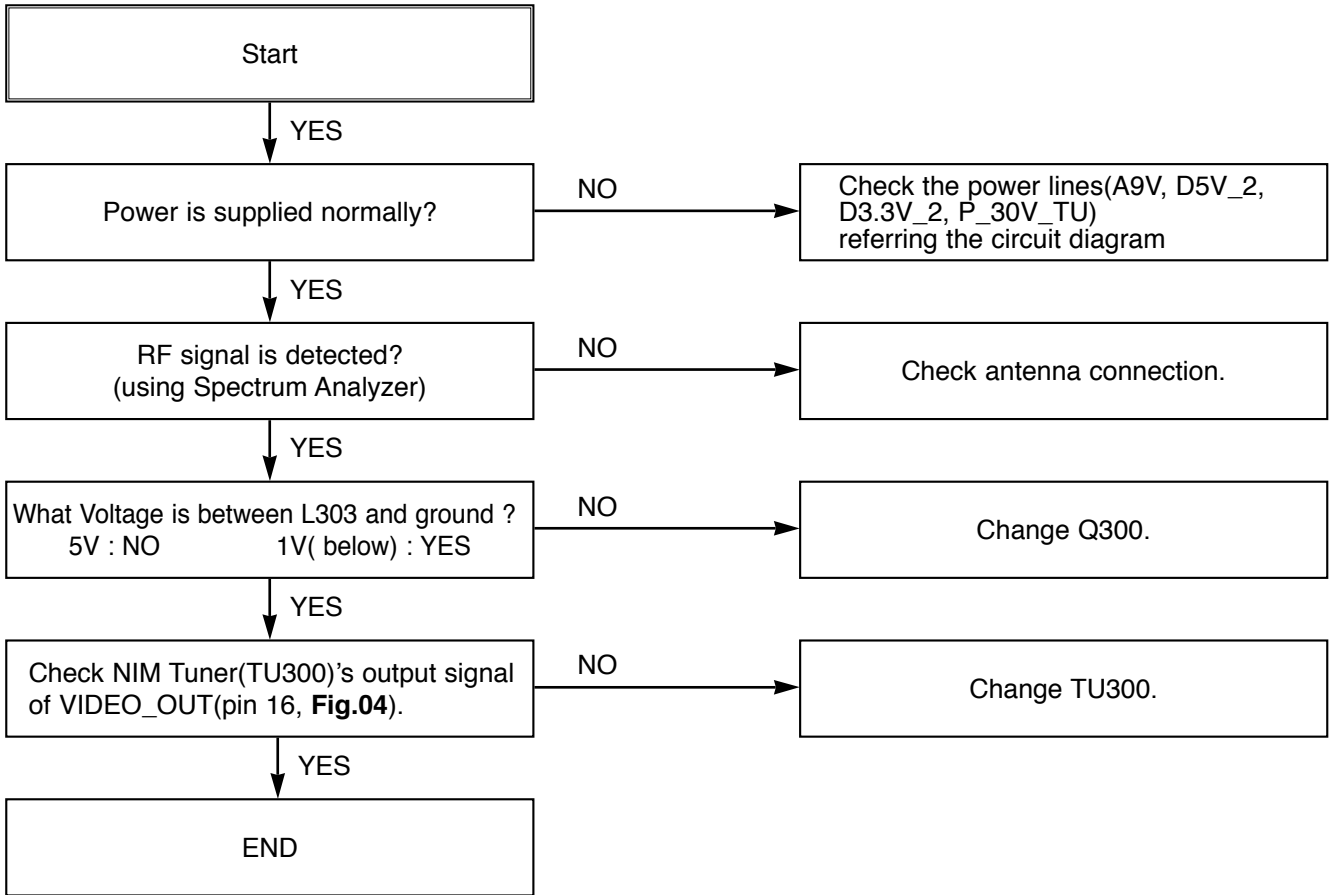 Start
YES
Power is supplied normally?
NO
Check the power lines(A9V, D5V_2,
D3.3V_2, P_30V_TU)
referring the circuit diagram
YES
RF signal is detected?
(using Spectrum Analyzer)
NO
Check antenna connection.
YES
What Voltage is between L303 and ground ?
5V : NO 1V( below) : YES
NO
Change Q300.
YES
Check NIM Tuner(TU300)'s output signal
of VIDEO_OUT(pin 16, Fig.04).
NO
Change TU300.
YES
END